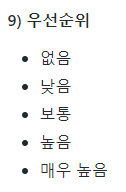 9) 우선순위
• 없음
• 낮음
• 보통
• 높음
• 매우 높음